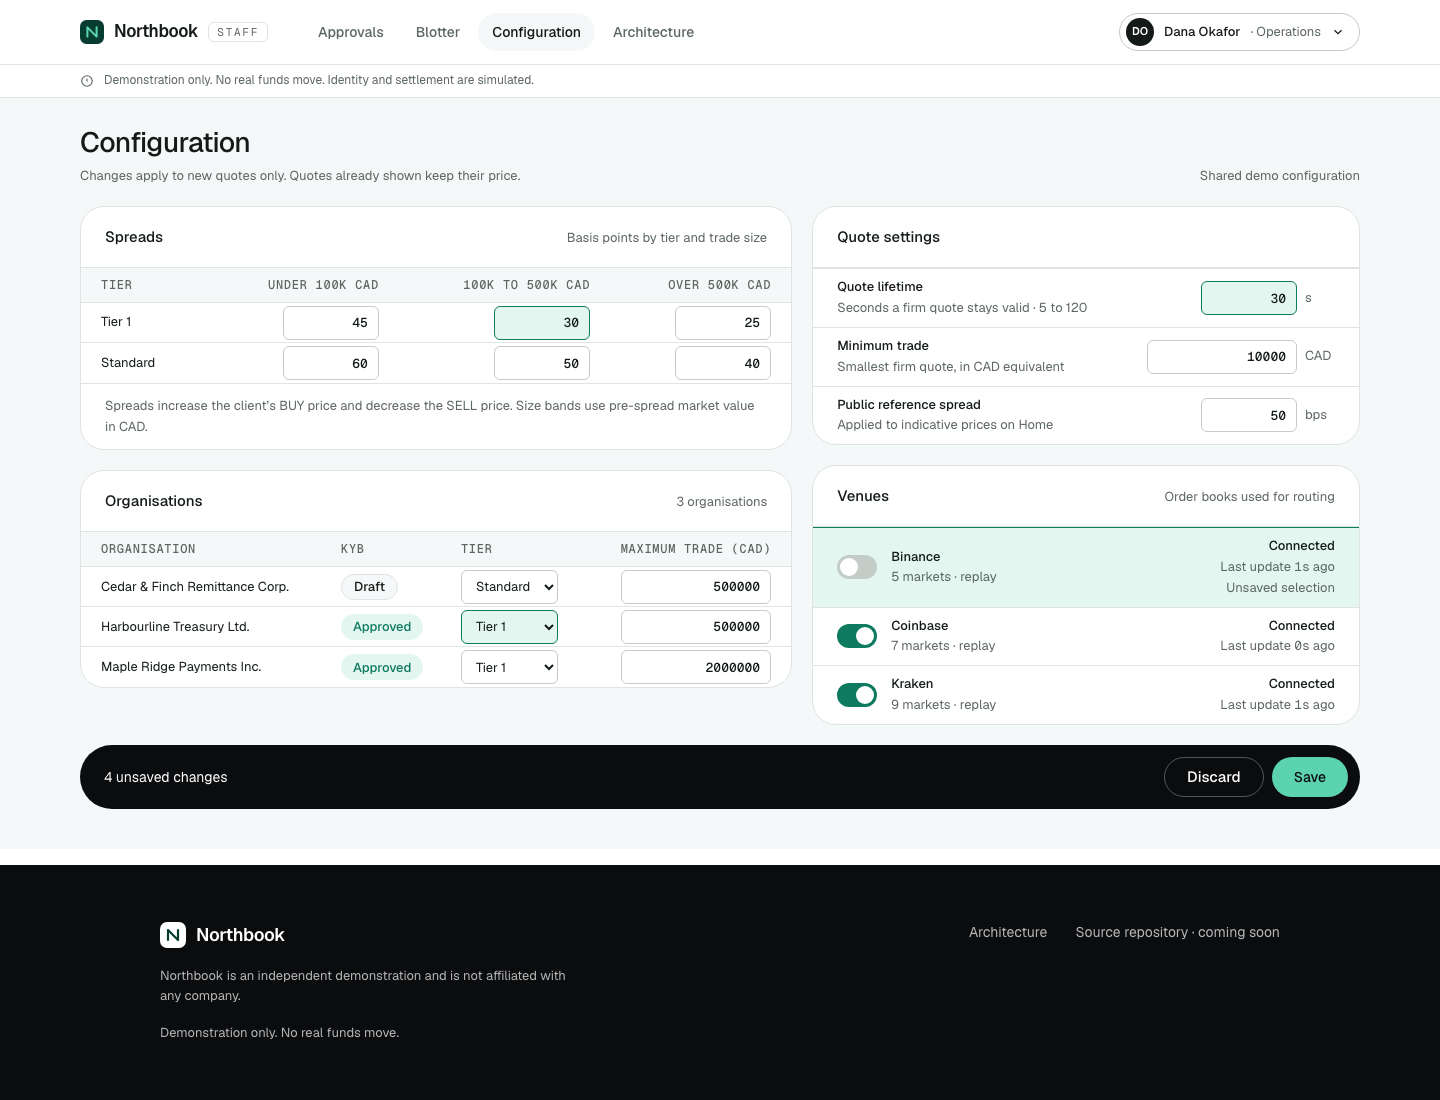 Northbook STAFF Approvals Blotter Configuration Architecture DO Dana Okafor · Operations
Demonstration only. No real funds move. Identity and settlement are simulated.
Configuration
Changes apply to new quotes only. Quotes already shown keep their price. Shared demo configuration
Spreads Basis points by tier and trade size
TIER UNDER 100K CAD 100K TO 500K CAD OVER 500K CAD
Tier 1 45 30 25
Standard 60 50 40
Spreads increase the client's BUY price and decrease the SELL price. Size bands use pre-spread market value
in CAD.
Organisations 3 organisations
ORGANISATION KYB TIER MAXIMUM TRADE (CAD)
Cedar & Finch Remittance Corp. Draft Standard 500000
Harbourline Treasury Ltd. Approved Tier 1 500000
Maple Ridge Payments Inc. Approved Tier 1 2000000
Quote settings
Quote lifetime
Seconds a firm quote stays valid · 5 to 120
30 s
Minimum trade
Smallest firm quote, in CAD equivalent
10000 CAD
Public reference spread
Applied to indicative prices on Home
50 bps
Venues Order books used for routing
Binance
5 markets · replay
Connected
Last update 1s ago
Unsaved selection
Coinbase
7 markets · replay
Connected
Last update 0s ago
Kraken
9 markets · replay
Connected
Last update 1s ago
4 unsaved changes Discard Save
N Northbook Architecture Source repository · coming soon
Northbook is an independent demonstration and is not affiliated with
any company.
Demonstration only. No real funds move.